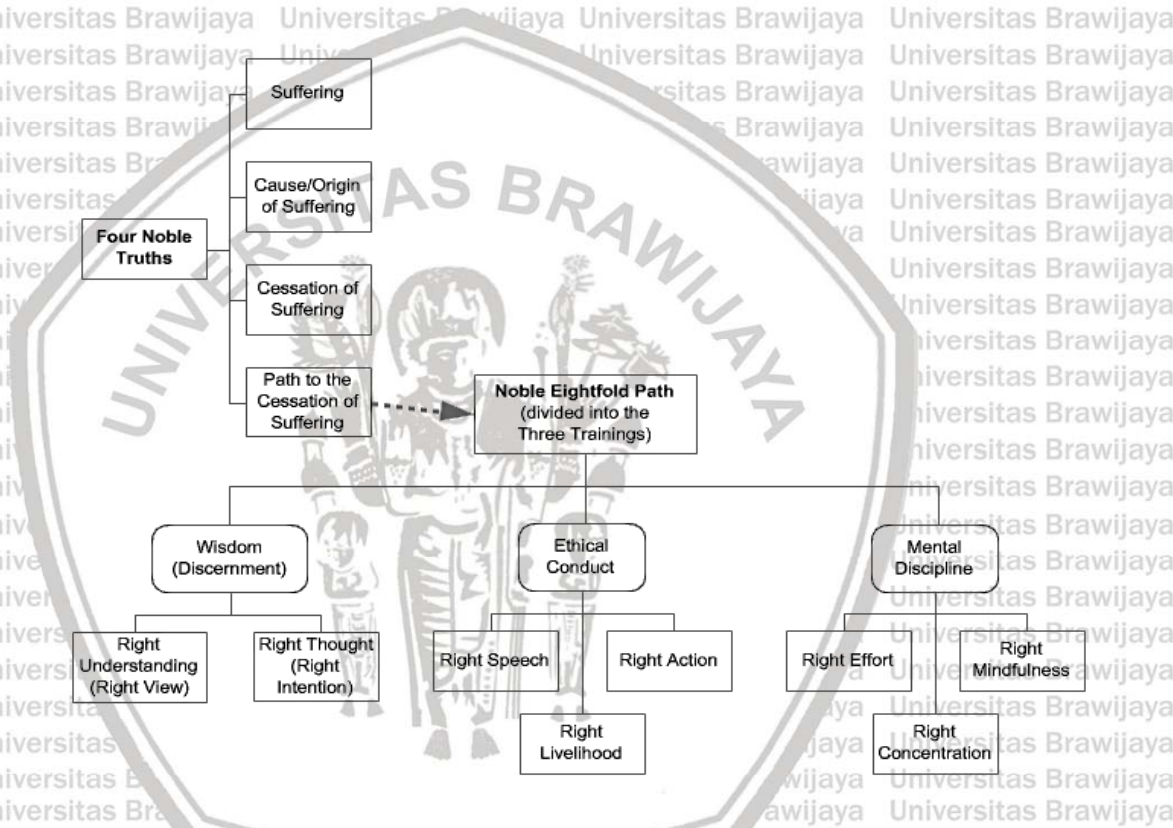 Universitas Brawijaya
UNIVERSITAS BRAWIJAYA
Suffering
Cause/Origin
of Suffering
Four Noble
Truths
Cessation of
Suffering
Path to the
Cessation of
Suffering
Noble Eightfold Path
(divided into the
Three Trainings)
Wisdom
(Discernment)
Ethical
Conduct
Mental
Discipline
Right
Understanding
(Right View)
Right Thought
(Right
Intention)
Right Speech
Right Action
Right
Livelihood
Right Effort
Right
Mindfulness
Right
Concentration